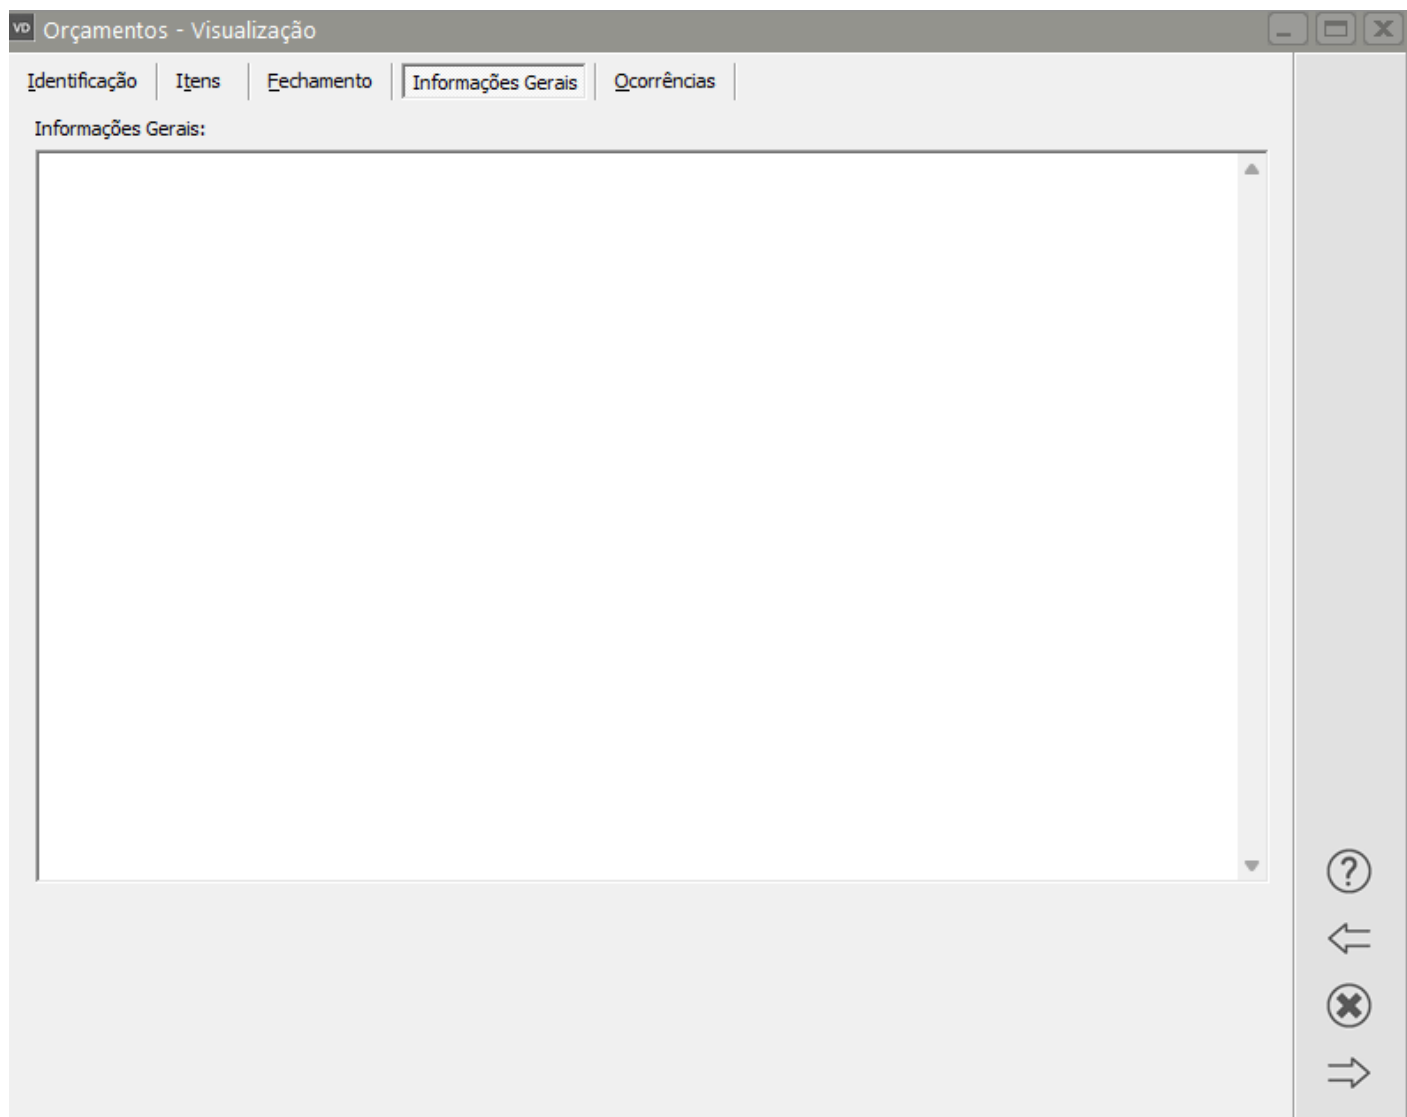 VD Orçamentos - Visualização
Identificação Itens Fechamento Informações Gerais Ocorrências
Informações Gerais: